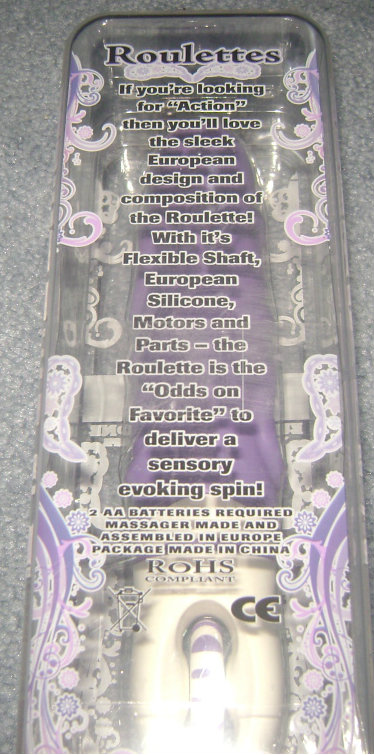 Roulettes
If you're looking
for "Action"
then you'll love
the sleek
European
design and
composition of
the Roulette!
With it's
Flexible Shaft,
European
Silicone,
Motors and
Parts – the
Roulette is the
"Odds on
Favorite" to
deliver a
sensory
evoking spin!
2 AA BATTERIES REQUIRED
MASSAGER MADE AND
ASSEMBLED IN EUROPE
PACKAGE MADE IN CHINA
RoHS
COMPLIANT
CE